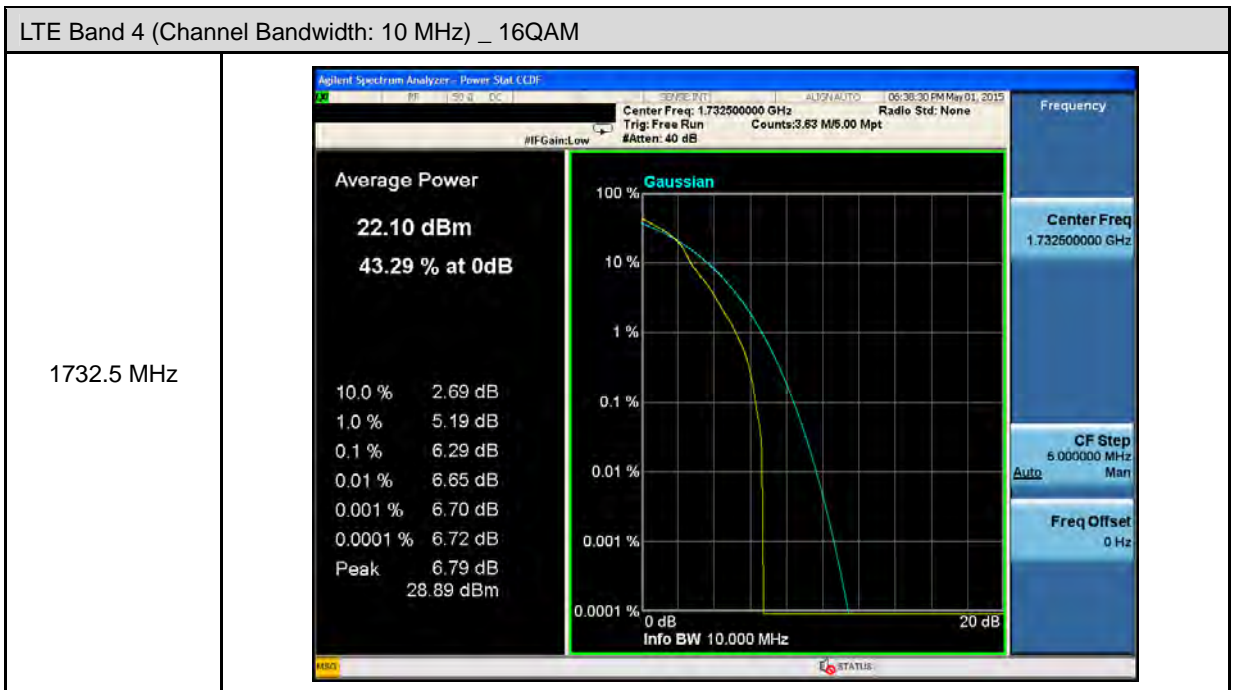 LTE Band 4 (Channel Bandwidth: 10 MHz) _ 16QAM
1732.5 MHz
Agilent Spectrum Analyzer - Power Stat CCDF
RF 50 Ω DC SENSE:INT ALIGN AUTO 06:38:30 PM May 01, 2015
Center Freq: 1.732500000 GHz Radio Std: None
Trig: Free Run Counts:3.63 M/5.00 Mpt
#IFGain:Low #Atten: 40 dB
Average Power
22.10 dBm
43.29 % at 0dB
10.0 % 2.69 dB
1.0 % 5.19 dB
0.1 % 6.29 dB
0.01 % 6.65 dB
0.001 % 6.70 dB
0.0001 % 6.72 dB
Peak 6.79 dB
28.89 dBm
Gaussian
100 %
10 %
1 %
0.1 %
0.01 %
0.001 %
0.0001 %
0 dB 20 dB
Info BW 10.000 MHz
Frequency
Center Freq
1.732500000 GHz
CF Step
5.000000 MHz
Auto Man
Freq Offset
0 Hz
MSG STATUS